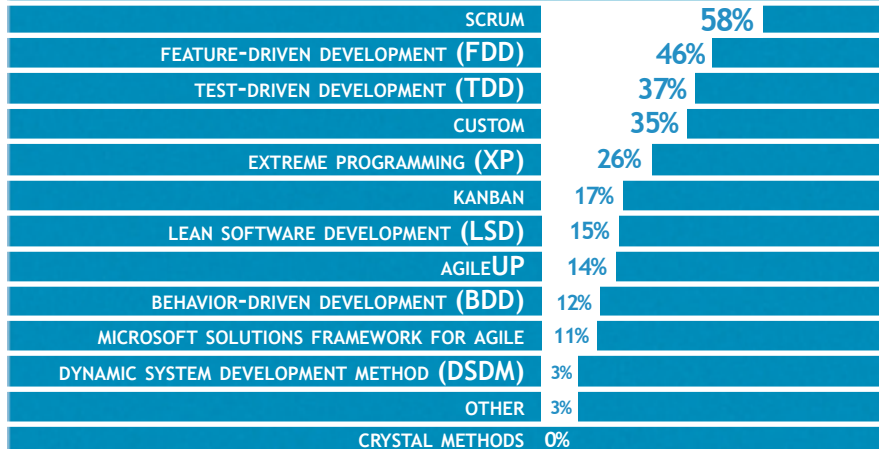 SCRUM 58%
FEATURE-DRIVEN DEVELOPMENT (FDD) 46%
TEST-DRIVEN DEVELOPMENT (TDD) 37%
CUSTOM 35%
EXTREME PROGRAMMING (XP) 26%
KANBAN 17%
LEAN SOFTWARE DEVELOPMENT (LSD) 15%
AGILEUP 14%
BEHAVIOR-DRIVEN DEVELOPMENT (BDD) 12%
MICROSOFT SOLUTIONS FRAMEWORK FOR AGILE 11%
DYNAMIC SYSTEM DEVELOPMENT METHOD (DSDM) 3%
OTHER 3%
CRYSTAL METHODS 0%